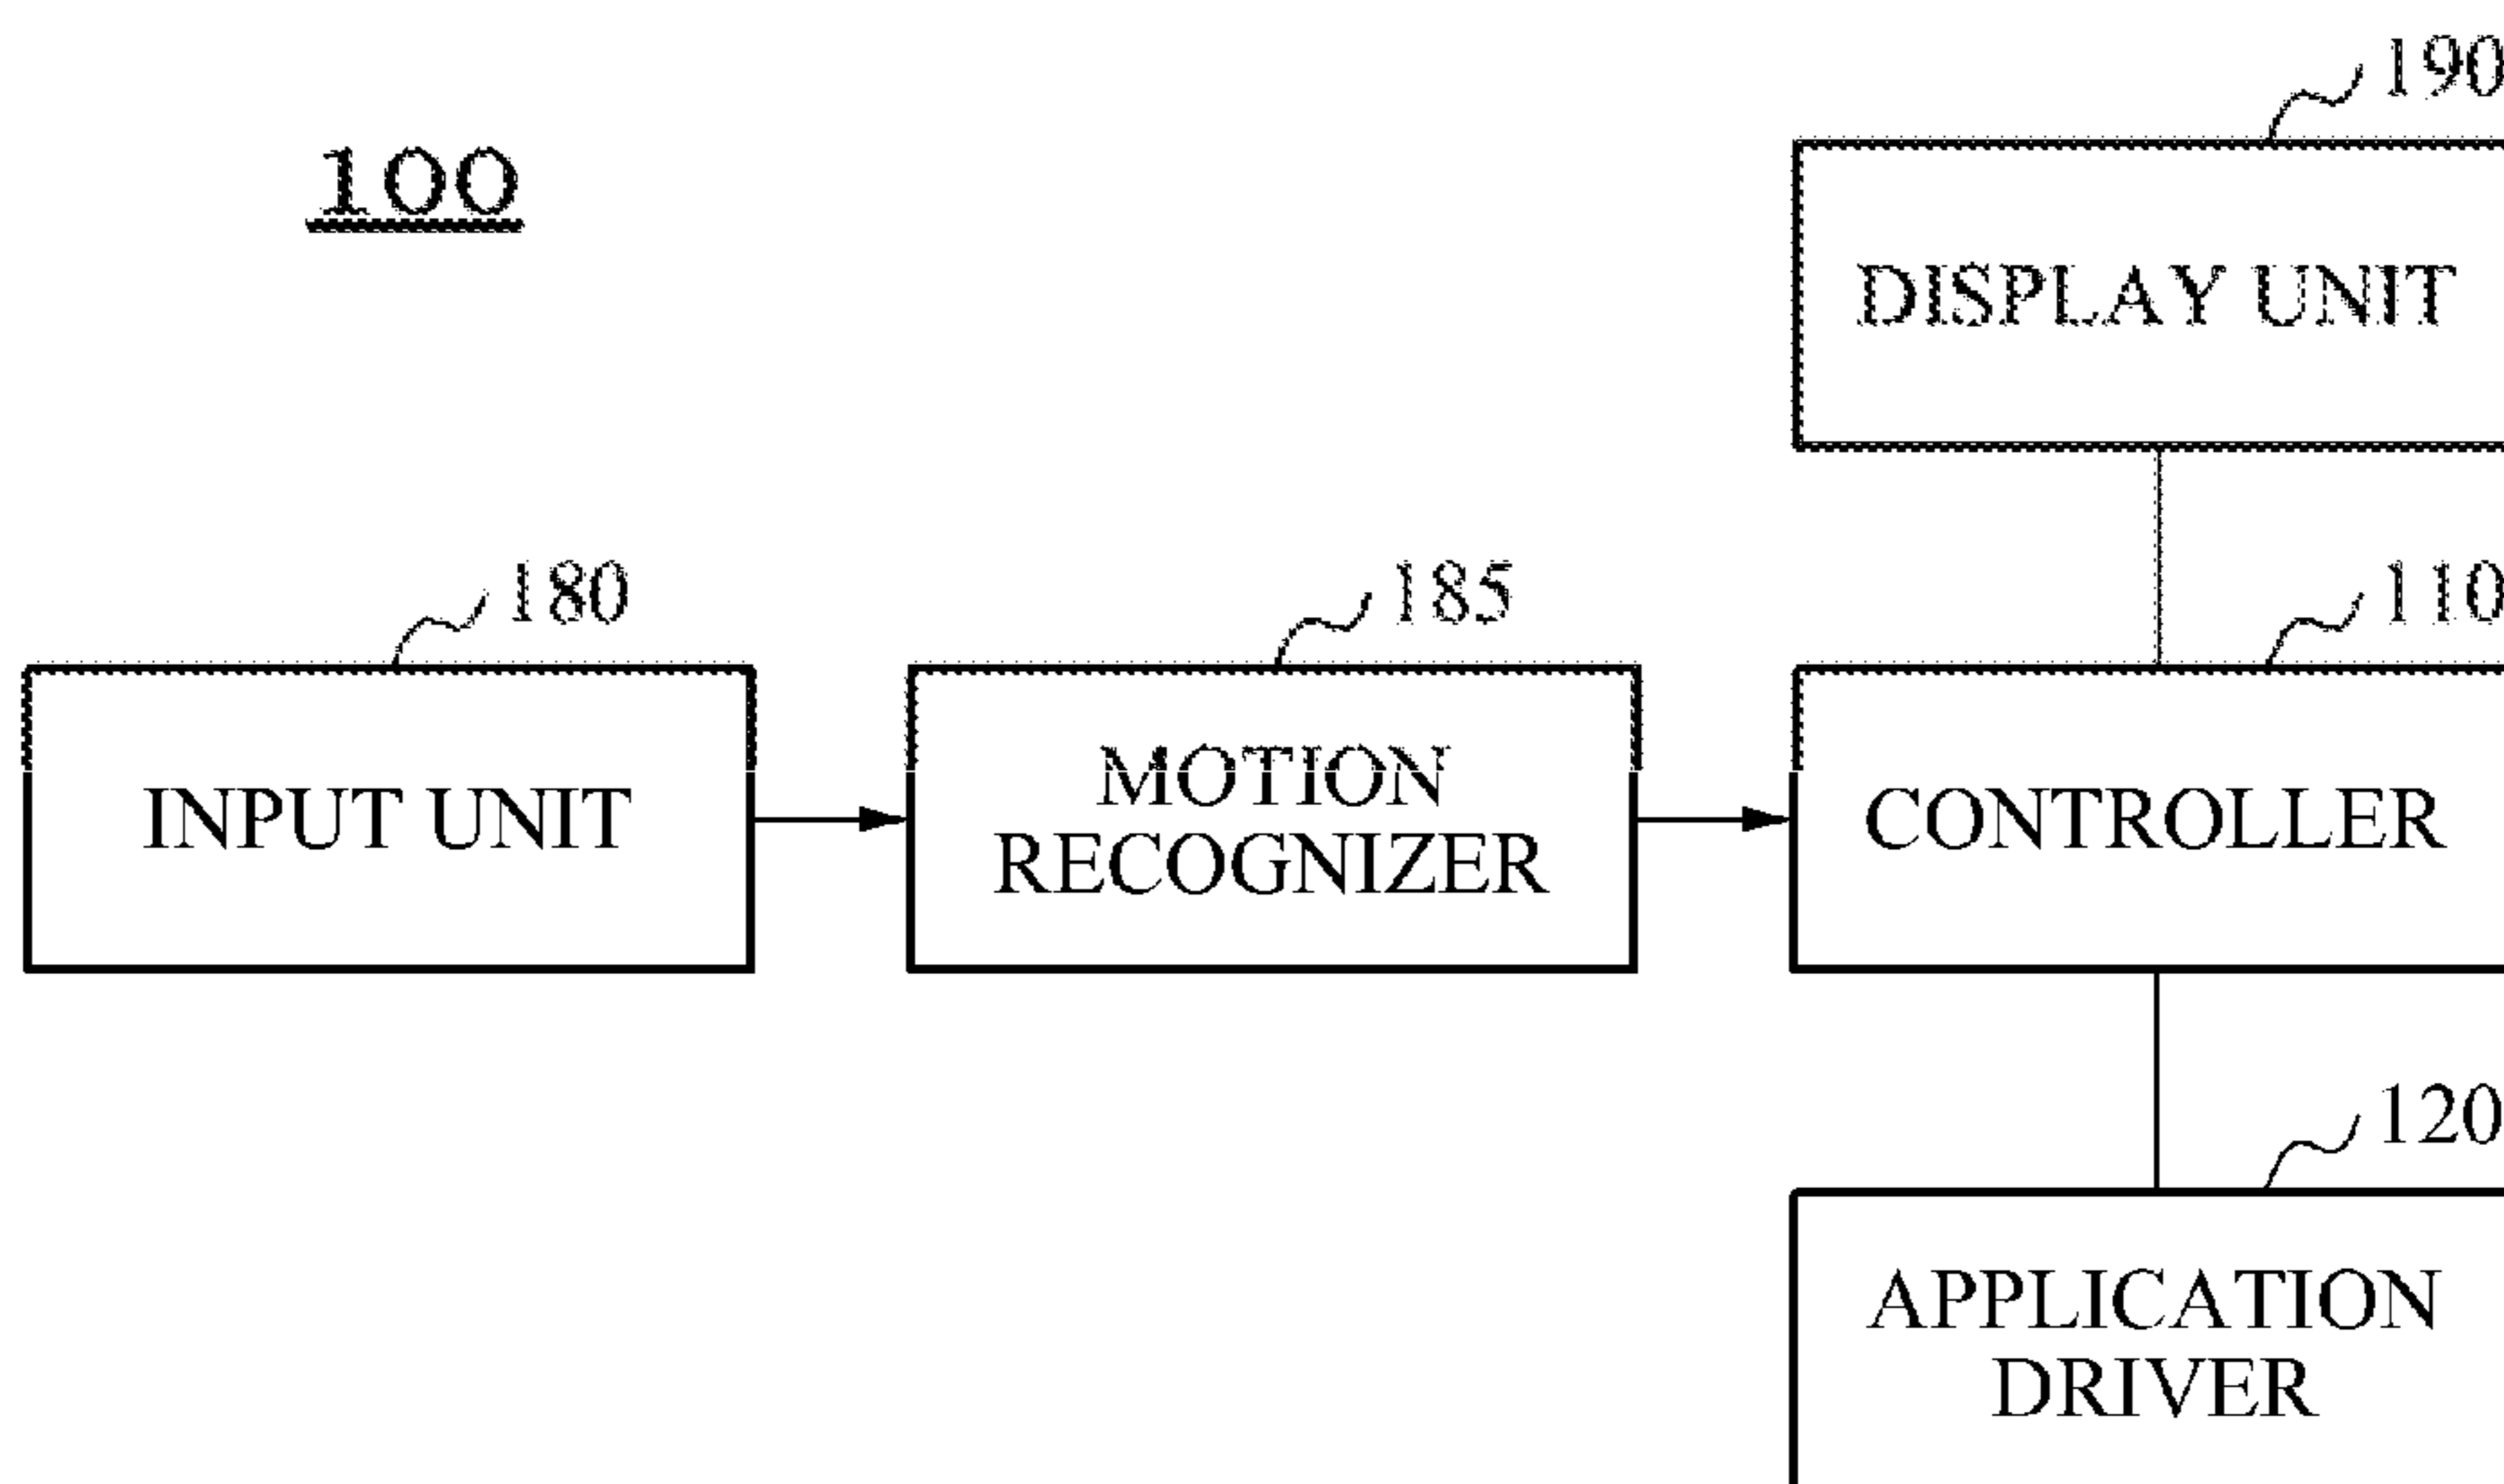 190
100
DISPLAY UNIT
180
185
110
INPUT UNIT
MOTION
RECOGNIZER
CONTROLLER
120
APPLICATION
DRIVER